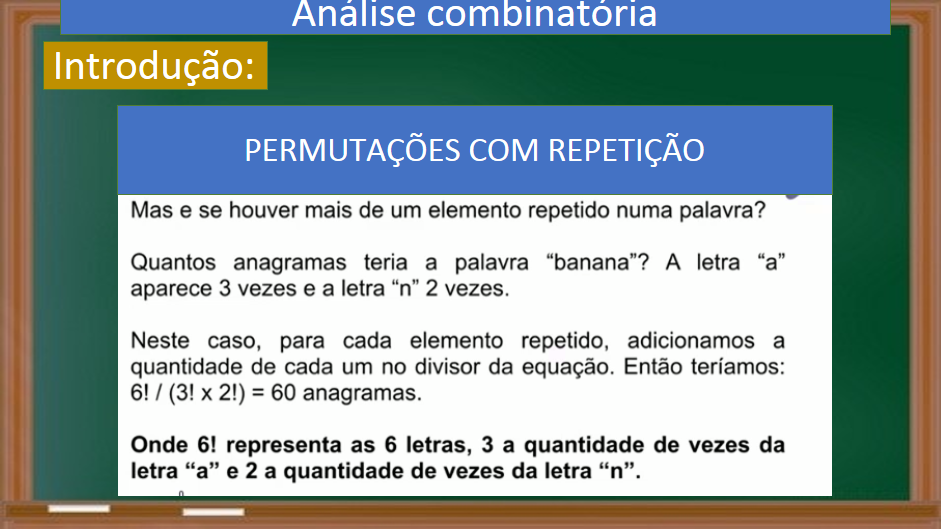 Análise combinatória
Introdução:
PERMUTAÇÕES COM REPETIÇÃO
Mas e se houver mais de um elemento repetido numa palavra?
Quantos anagramas teria a palavra “banana”? A letra “a”
aparece 3 vezes e a letra “n” 2 vezes.
Neste caso, para cada elemento repetido, adicionamos a
quantidade de cada um no divisor da equação. Então teríamos:
6! / (3! x 2!) = 60 anagramas.
Onde 6! representa as 6 letras, 3 a quantidade de vezes da
letra “a” e 2 a quantidade de vezes da letra “n”.